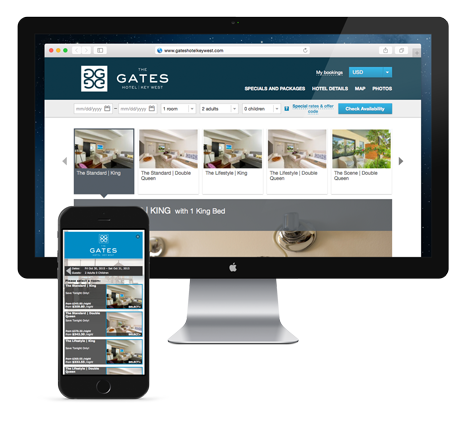 www.gateshotelkeywest.com
My bookings
USD
THE
GATES
HOTEL | KEY WEST
SPECIALS AND PACKAGES HOTEL DETAILS MAP PHOTOS
mm/dd/yyyy – mm/dd/yyyy 1 room 2 adults 0 children Special rates & offer code Check Availability
The Standard | King
The Standard | Double Queen
The Lifestyle | King
The Lifestyle | Double Queen
The Scene | Double Queen
| KING with 1 King Bed
GATES
The Standard | King
The Standard | Double Queen
The Lifestyle | King
The Lifestyle | Double